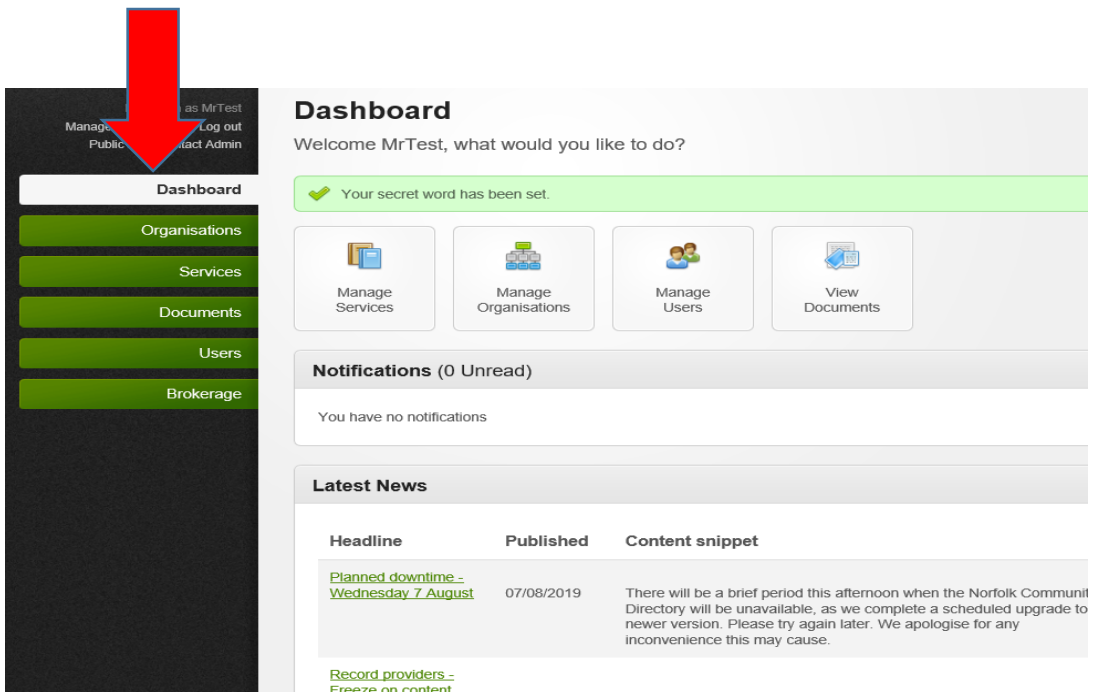 as MrTest
Log out
Public
Admin
Dashboard
Organisations
Services
Documents
Users
Brokerage
Dashboard
Welcome MrTest, what would you like to do?
Your secret word has been set.
Manage
Services
Manage
Organisations
Manage
Users
View
Documents
Notifications (0 Unread)
You have no notifications
Latest News
Headline Published Content snippet
Planned downtime -
Wednesday 7 August
07/08/2019
There will be a brief period this afternoon when the Norfolk
Directory will be unavailable, as we complete a scheduled upgrade to
newer version. Please try again later. We apologise for any
inconvenience this may cause.
Record providers -
Freeze on content